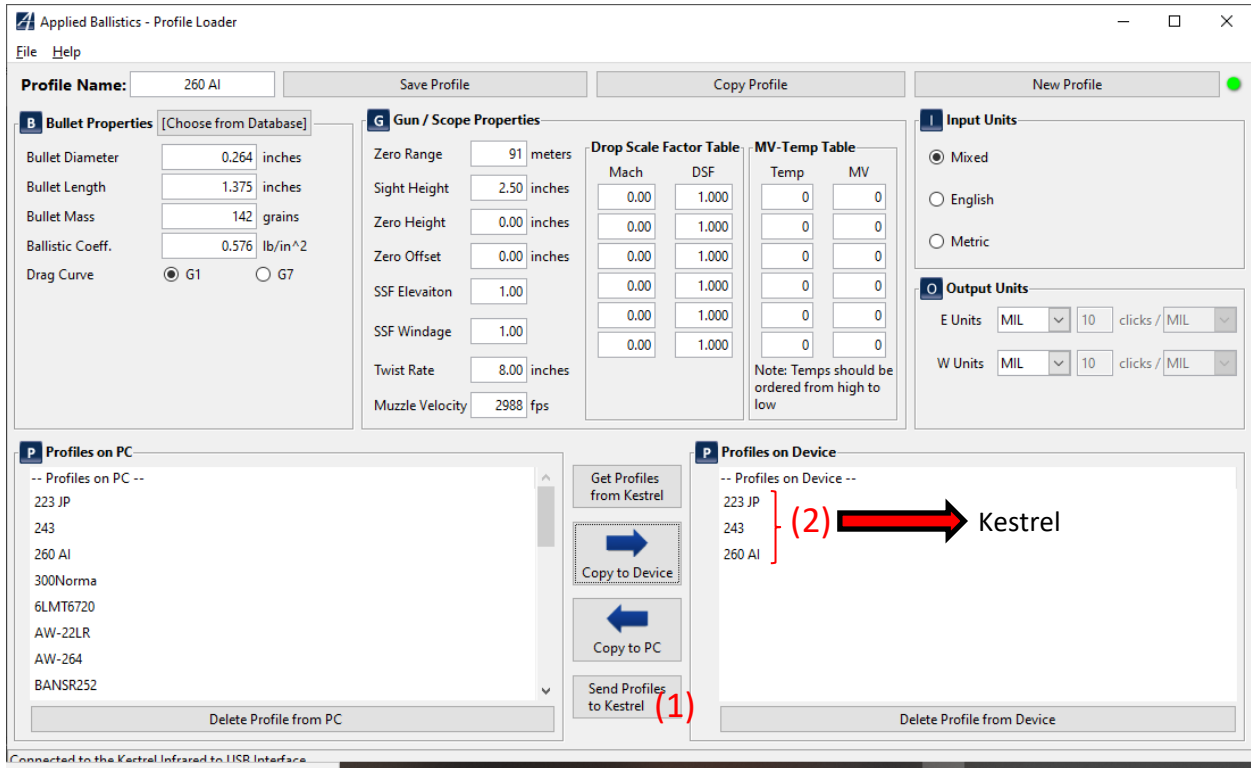 Applied Ballistics - Profile Loader
File Help
Profile Name: 260 AI Save Profile Copy Profile New Profile
B Bullet Properties [Choose from Database]
Bullet Diameter 0.264 inches
Bullet Length 1.375 inches
Bullet Mass 142 grains
Ballistic Coeff. 0.576 lb/in^2
Drag Curve G1 G7
G Gun / Scope Properties
Zero Range 91 meters
Sight Height 2.50 inches
Zero Height 0.00 inches
Zero Offset 0.00 inches
SSF Elevaiton 1.00
SSF Windage 1.00
Twist Rate 8.00 inches
Muzzle Velocity 2988 fps
Drop Scale Factor Table
Mach DSF
0.00 1.000
0.00 1.000
0.00 1.000
0.00 1.000
0.00 1.000
0.00 1.000
MV-Temp Table
Temp MV
0 0
0 0
0 0
0 0
0 0
0 0
Note: Temps should be
ordered from high to
low
I Input Units
Mixed
English
Metric
O Output Units
E Units MIL 10 clicks / MIL
W Units MIL 10 clicks / MIL
P Profiles on PC
-- Profiles on PC --
223 JP
243
260 AI
300Norma
6LMT6720
AW-22LR
AW-264
BANSR252
Delete Profile from PC
Get Profiles
from Kestrel
Copy to Device
Copy to PC
Send Profiles
to Kestrel (1)
P Profiles on Device
-- Profiles on Device --
223 JP
243
260 AI
(2) Kestrel
Delete Profile from Device
Connected to the Kestrel Infrared to USB Interface